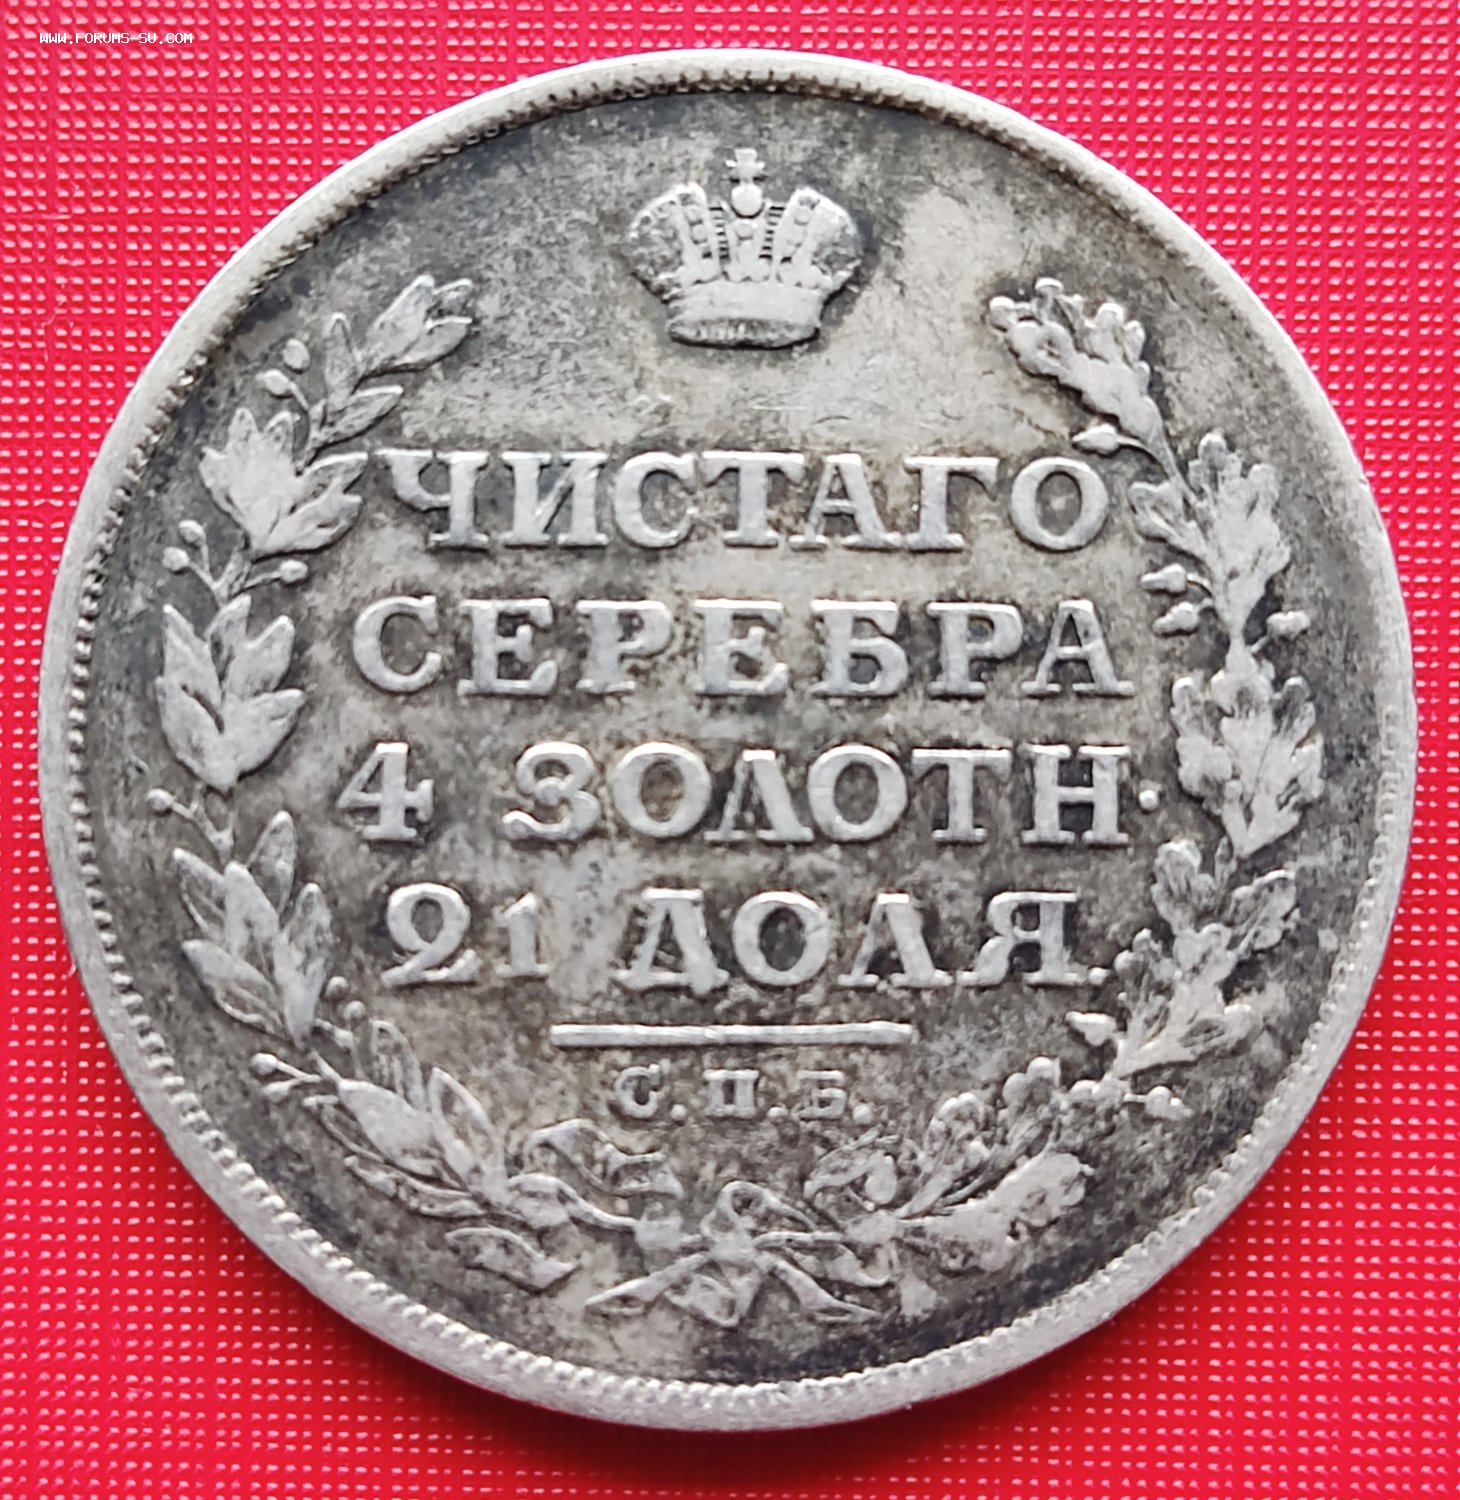 WWW.FORUMS-SU.COM
ЧИСТАГО
СЕРЕБРА
4 ЗОЛОТН.
21 ДОЛЯ.
С.П.Б.